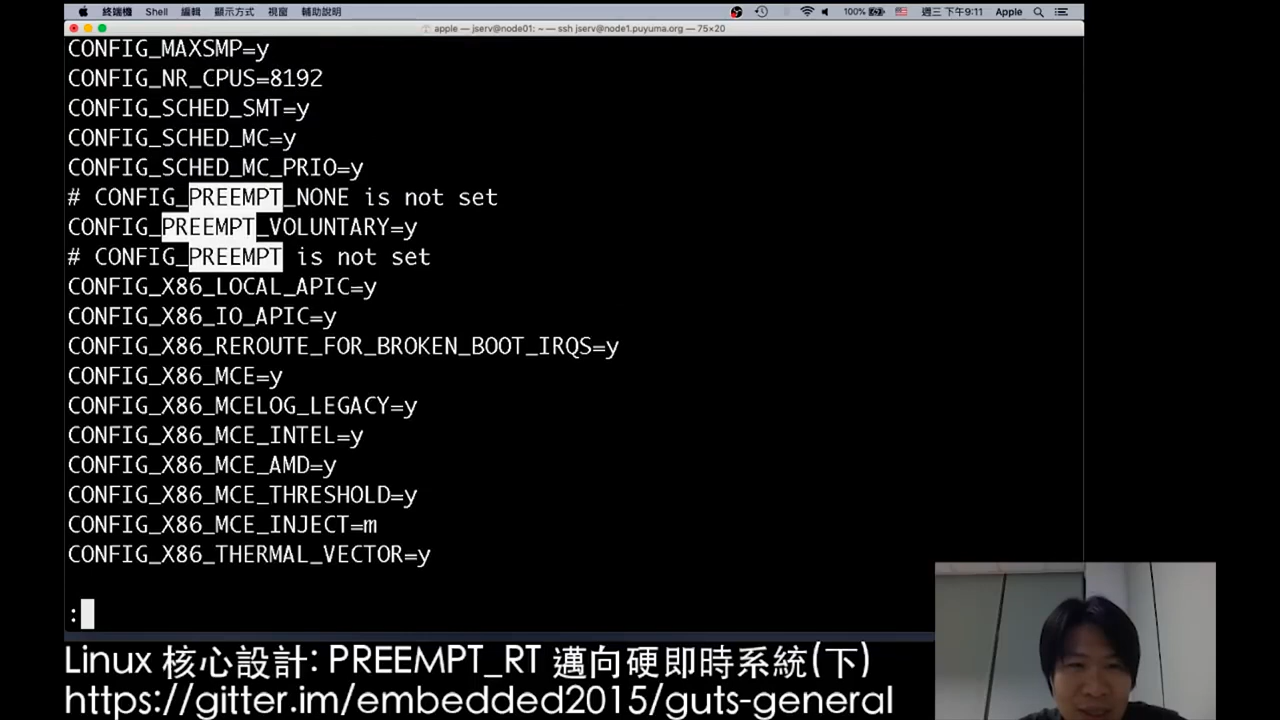 終端機 Shell 編輯 顯示方式 視窗 輔助說明 100% 週三 下午9:11 Apple
apple — jserv@node01: ~ — ssh jserv@node1.puyuma.org — 75×20
CONFIG_MAXSMP=y
CONFIG_NR_CPUS=8192
CONFIG_SCHED_SMT=y
CONFIG_SCHED_MC=y
CONFIG_SCHED_MC_PRIO=y
# CONFIG_PREEMPT_NONE is not set
CONFIG_PREEMPT_VOLUNTARY=y
# CONFIG_PREEMPT is not set
CONFIG_X86_LOCAL_APIC=y
CONFIG_X86_IO_APIC=y
CONFIG_X86_REROUTE_FOR_BROKEN_BOOT_IRQS=y
CONFIG_X86_MCE=y
CONFIG_X86_MCELOG_LEGACY=y
CONFIG_X86_MCE_INTEL=y
CONFIG_X86_MCE_AMD=y
CONFIG_X86_MCE_THRESHOLD=y
CONFIG_X86_MCE_INJECT=m
CONFIG_X86_THERMAL_VECTOR=y
:
Linux 核心設計: PREEMPT_RT 邁向硬即時系統(下)
https://gitter.im/embedded2015/guts-general